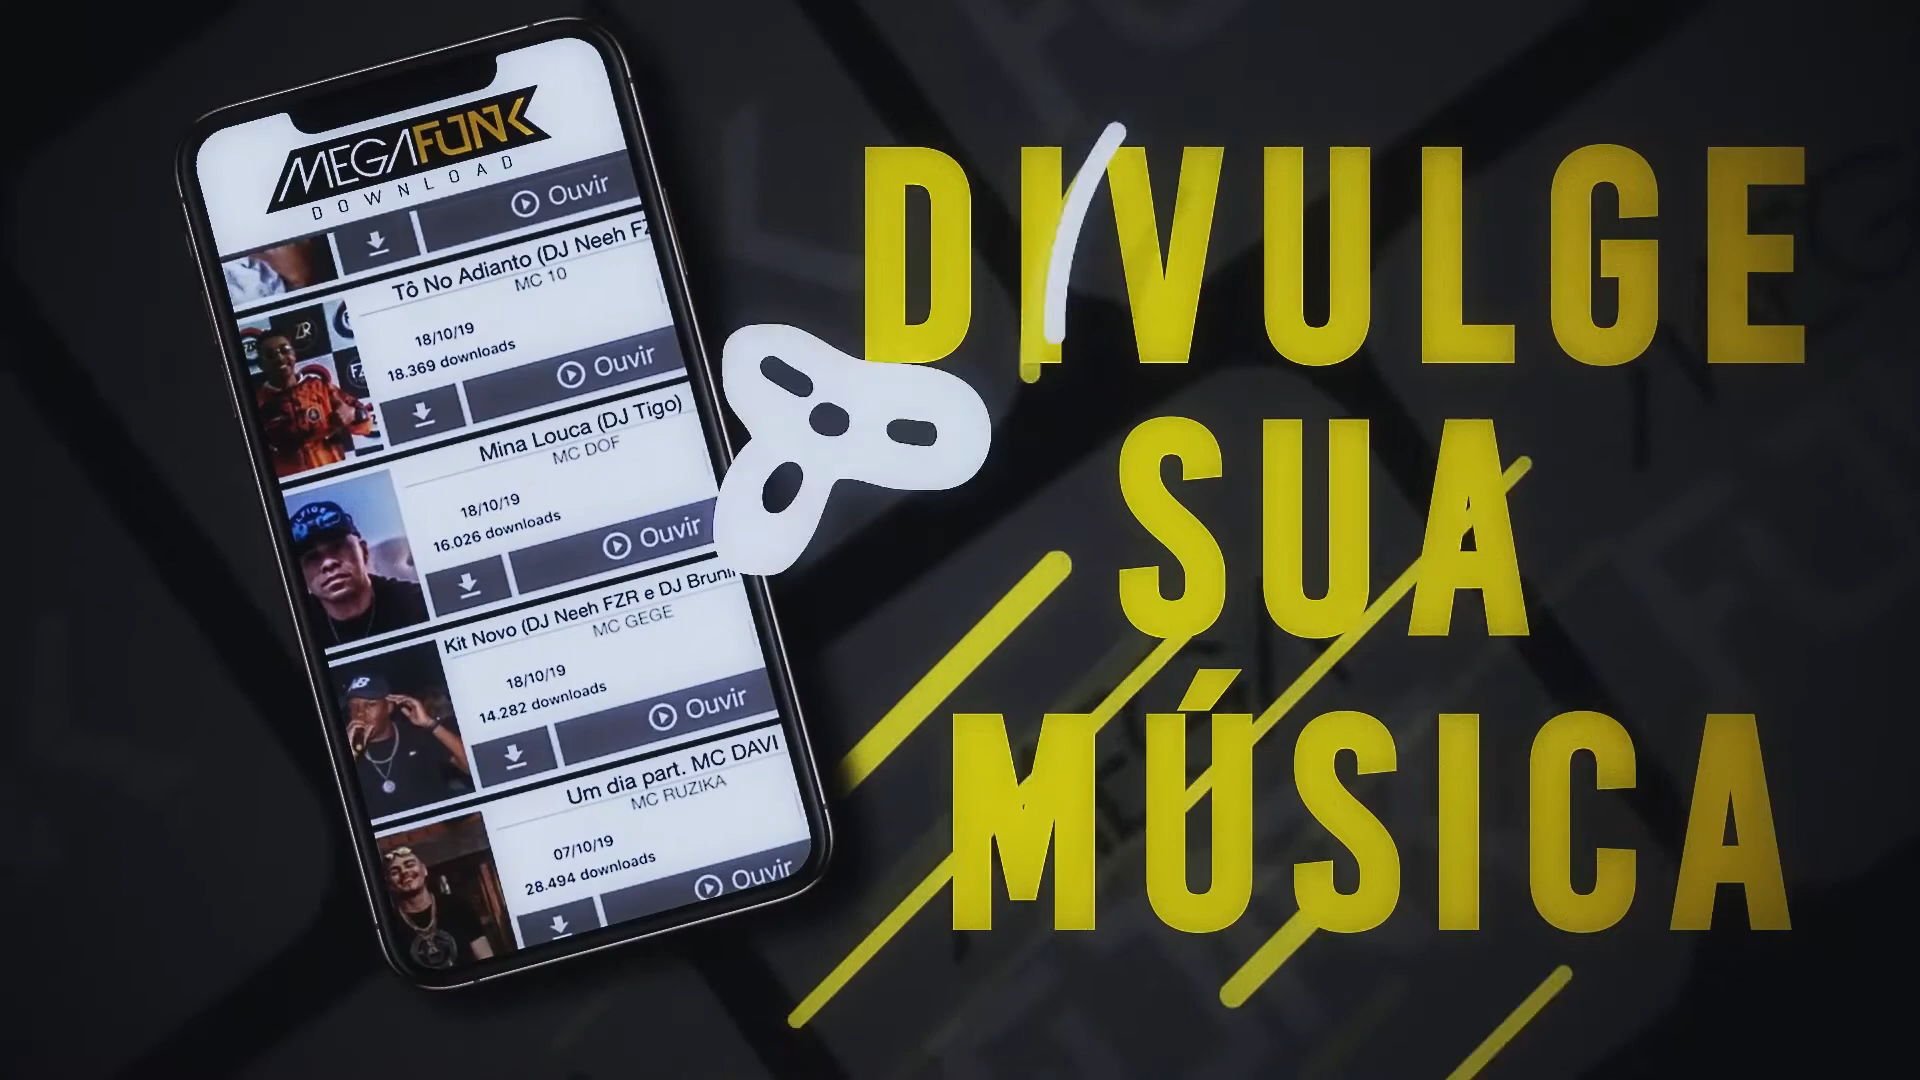 MEGAFUNK
DOWNLOAD
Ouvir
Tô No Adianto (DJ Neeh FZ
MC 10
18/10/19
18.369 downloads
Ouvir
Mina Louca (DJ Tigo)
MC DOF
18/10/19
16.026 downloads
Ouvir
Kit Novo (DJ Neeh FZR e DJ Bruni
MC GEGE
18/10/19
14.282 downloads
Ouvir
Um dia part. MC DAVI
MC RUZIKA
07/10/19
28.494 downloads
Ouvir
DIVULGE
SUA
MÚSICA